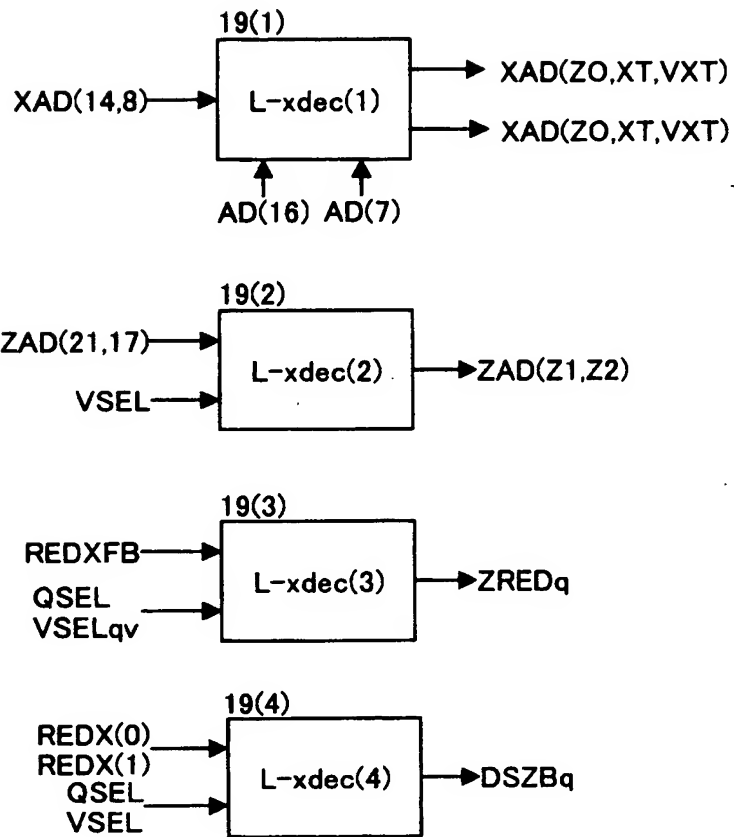 19(1)
XAD(14,8)
L-xdec(1)
XAD(ZO,XT,VXT)
XAD(ZO,XT,VXT)
AD(16) AD(7)
19(2)
ZAD(21,17)
VSEL
L-xdec(2)
ZAD(Z1,Z2)
19(3)
REDXFB
QSEL
VSELqv
L-xdec(3)
ZREDq
19(4)
REDX(0)
REDX(1)
QSEL
VSEL
L-xdec(4)
DSZBq